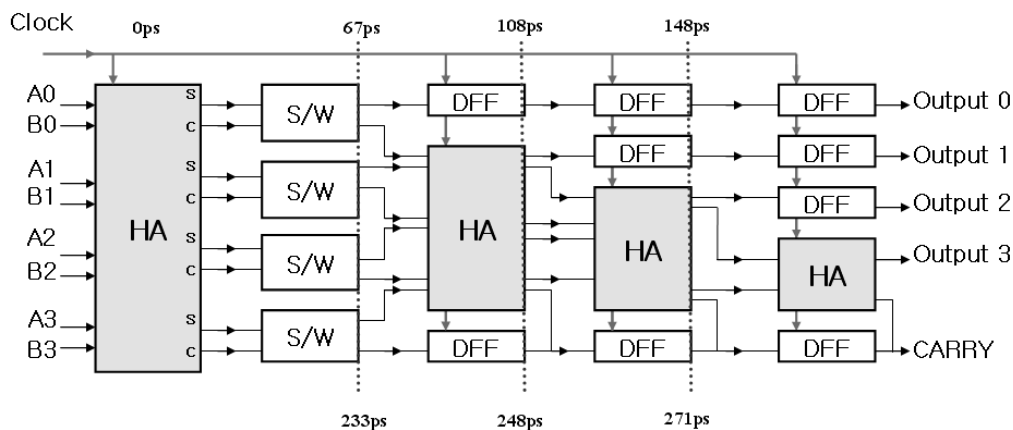 Clock
0ps
67ps
108ps
148ps
A0
B0
A1
B1
A2
B2
A3
B3
HA
S
C
S
C
S
C
S
C
S/W
S/W
S/W
S/W
DFF
HA
DFF
DFF
DFF
HA
DFF
DFF
DFF
DFF
HA
DFF
Output 0
Output 1
Output 2
Output 3
CARRY
233ps
248ps
271ps